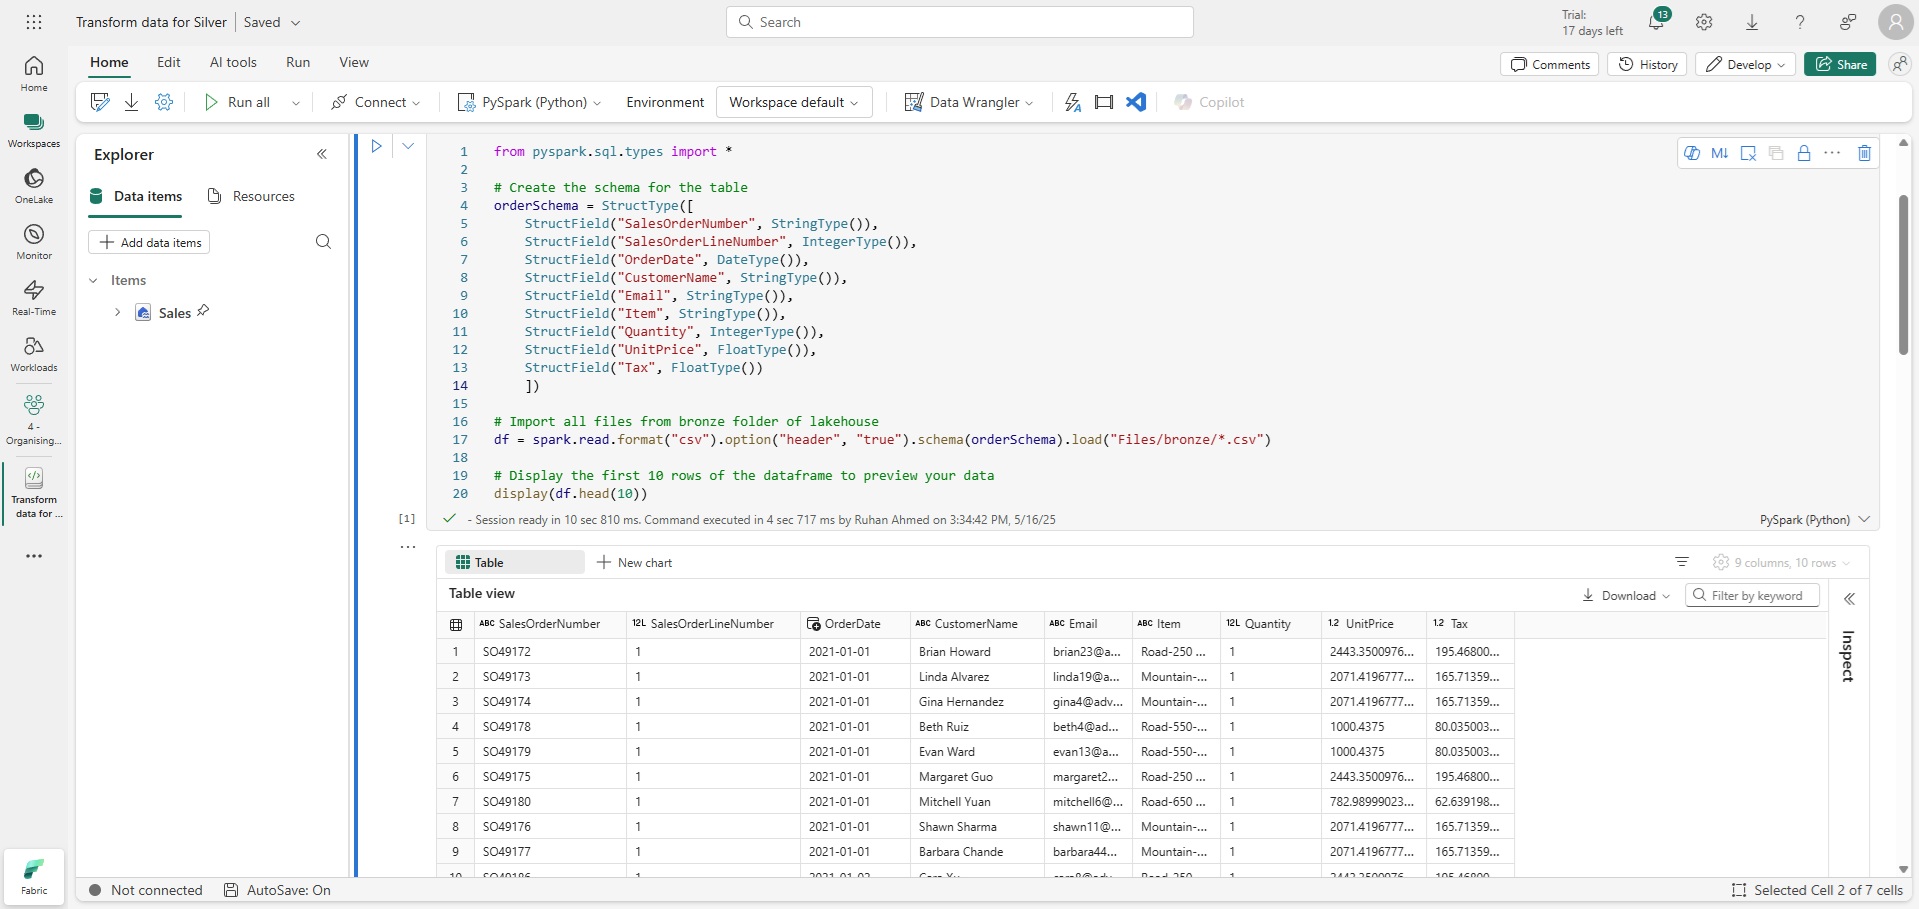 Transform data for Silver | Saved
Search
Trial:
17 days left
13
A
Home
Edit
AI tools
Run
View
Comments
History
Develop
Share
Run all
Connect
PySpark (Python)
Environment
Workspace default
Data Wrangler
Copilot
Home
Workspaces
OneLake
Monitor
Real-Time
Workloads
4 -
Organising...
Transform
data for ...
Fabric
Explorer
Data items
Resources
Add data items
Items
Sales
M↓
1 from pyspark.sql.types import *
2
3 # Create the schema for the table
4 orderSchema = StructType([
5 StructField("SalesOrderNumber", StringType()),
6 StructField("SalesOrderLineNumber", IntegerType()),
7 StructField("OrderDate", DateType()),
8 StructField("CustomerName", StringType()),
9 StructField("Email", StringType()),
10 StructField("Item", StringType()),
11 StructField("Quantity", IntegerType()),
12 StructField("UnitPrice", FloatType()),
13 StructField("Tax", FloatType())
14 ])
15
16 # Import all files from bronze folder of lakehouse
17 df = spark.read.format("csv").option("header", "true").schema(orderSchema).load("Files/bronze/*.csv")
18
19 # Display the first 10 rows of the dataframe to preview your data
20 display(df.head(10))
[1] - Session ready in 10 sec 810 ms. Command executed in 4 sec 717 ms by Ruhan Ahmed on 3:34:42 PM, 5/16/25 PySpark (Python)
Table
New chart
9 columns, 10 rows
Table view
Download
Filter by keyword
Inspect
ABC SalesOrderNumber 12L SalesOrderLineNumber OrderDate ABC CustomerName ABC Email ABC Item 12L Quantity 1.2 UnitPrice 1.2 Tax
1 SO49172 1 2021-01-01 Brian Howard brian23@a... Road-250 ... 1 2443.3500976... 195.46800...
2 SO49173 1 2021-01-01 Linda Alvarez linda19@a... Mountain-... 1 2071.4196777... 165.71359...
3 SO49174 1 2021-01-01 Gina Hernandez gina4@adv... Mountain-... 1 2071.4196777... 165.71359...
4 SO49178 1 2021-01-01 Beth Ruiz beth4@ad... Road-550-... 1 1000.4375 80.035003...
5 SO49179 1 2021-01-01 Evan Ward evan13@a... Road-550-... 1 1000.4375 80.035003...
6 SO49175 1 2021-01-01 Margaret Guo margaret2... Road-250 ... 1 2443.3500976... 195.46800...
7 SO49180 1 2021-01-01 Mitchell Yuan mitchell6@... Road-650 ... 1 782.98999023... 62.639198...
8 SO49176 1 2021-01-01 Shawn Sharma shawn11@... Mountain-... 1 2071.4196777... 165.71359...
9 SO49177 1 2021-01-01 Barbara Chande barbara44... Mountain-... 1 2071.4196777... 165.71359...
Not connected
AutoSave: On
Selected Cell 2 of 7 cells